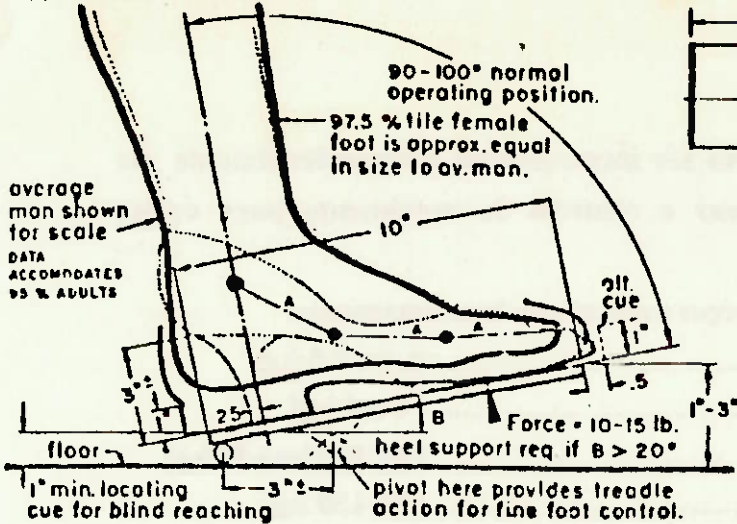 90-100° normal
operating position.
97.5 % tile female
foot is approx. equal
in size to av. man.
average
man shown
for scale
DATA
ACCOMODATES
95 % ADULTS
10"
A
A
A
alt.
cue
1"
.5
1"-3"
3"±
25
B
Force = 10-15 lb.
heel support req if B > 20°
floor
1" min. locating
cue for blind reaching
3"±
pivot here provides treadle
action for fine foot control.